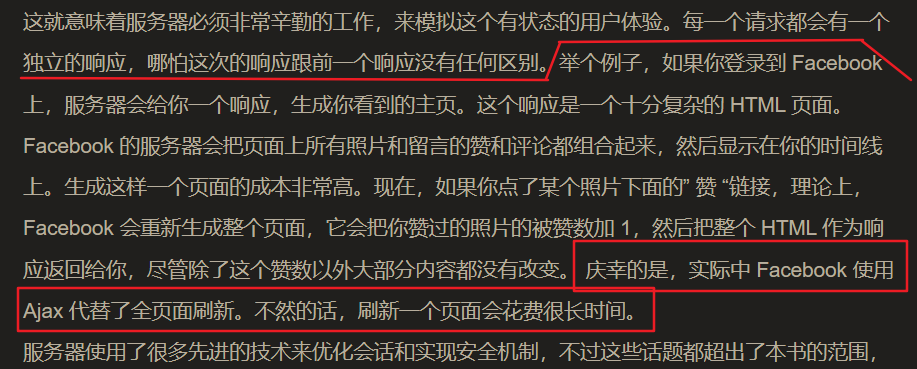 这就意味着服务器必须非常辛勤的工作，来模拟这个有状态的用户体验。每一个请求都会有一个
独立的响应，哪怕这次的响应跟前一个响应没有任何区别。举个例子，如果你登录到 Facebook
上，服务器会给你一个响应，生成你看到的主页。这个响应是一个十分复杂的 HTML 页面。
Facebook 的服务器会把页面上所有照片和留言的赞和评论都组合起来，然后显示在你的时间线
上。生成这样一个页面的成本非常高。现在，如果你点了某个照片下面的” 赞 “链接，理论上，
Facebook 会重新生成整个页面，它会把你赞过的照片的被赞数加 1，然后把整个 HTML 作为响
应返回给你，尽管除了这个赞数以外大部分内容都没有改变。 庆幸的是，实际中 Facebook 使用
Ajax 代替了全页面刷新。不然的话，刷新一个页面会花费很长时间。
服务器使用了很多先进的技术来优化会话和实现安全机制，不过这些话题都超出了本书的范围，